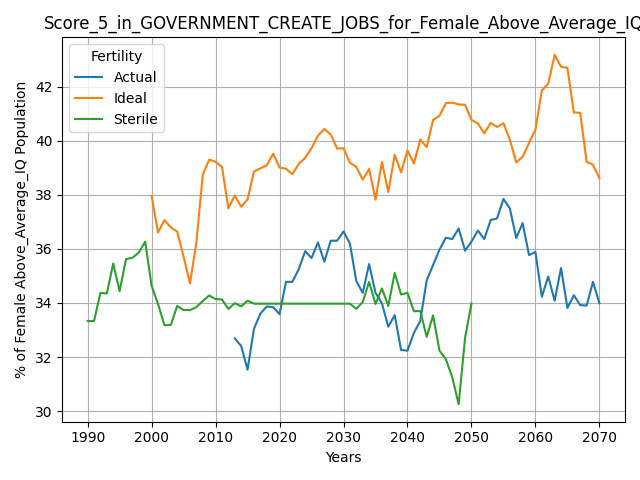 Score_5_in_GOVERNMENT_CREATE_JOBS_for_Female_Above_Average_IQ
Fertility
Actual
Ideal
Sterile
% of Female Above_Average_IQ Population
42
40
38
36
34
32
30
1990 2000 2010 2020 2030 2040 2050 2060 2070
Years